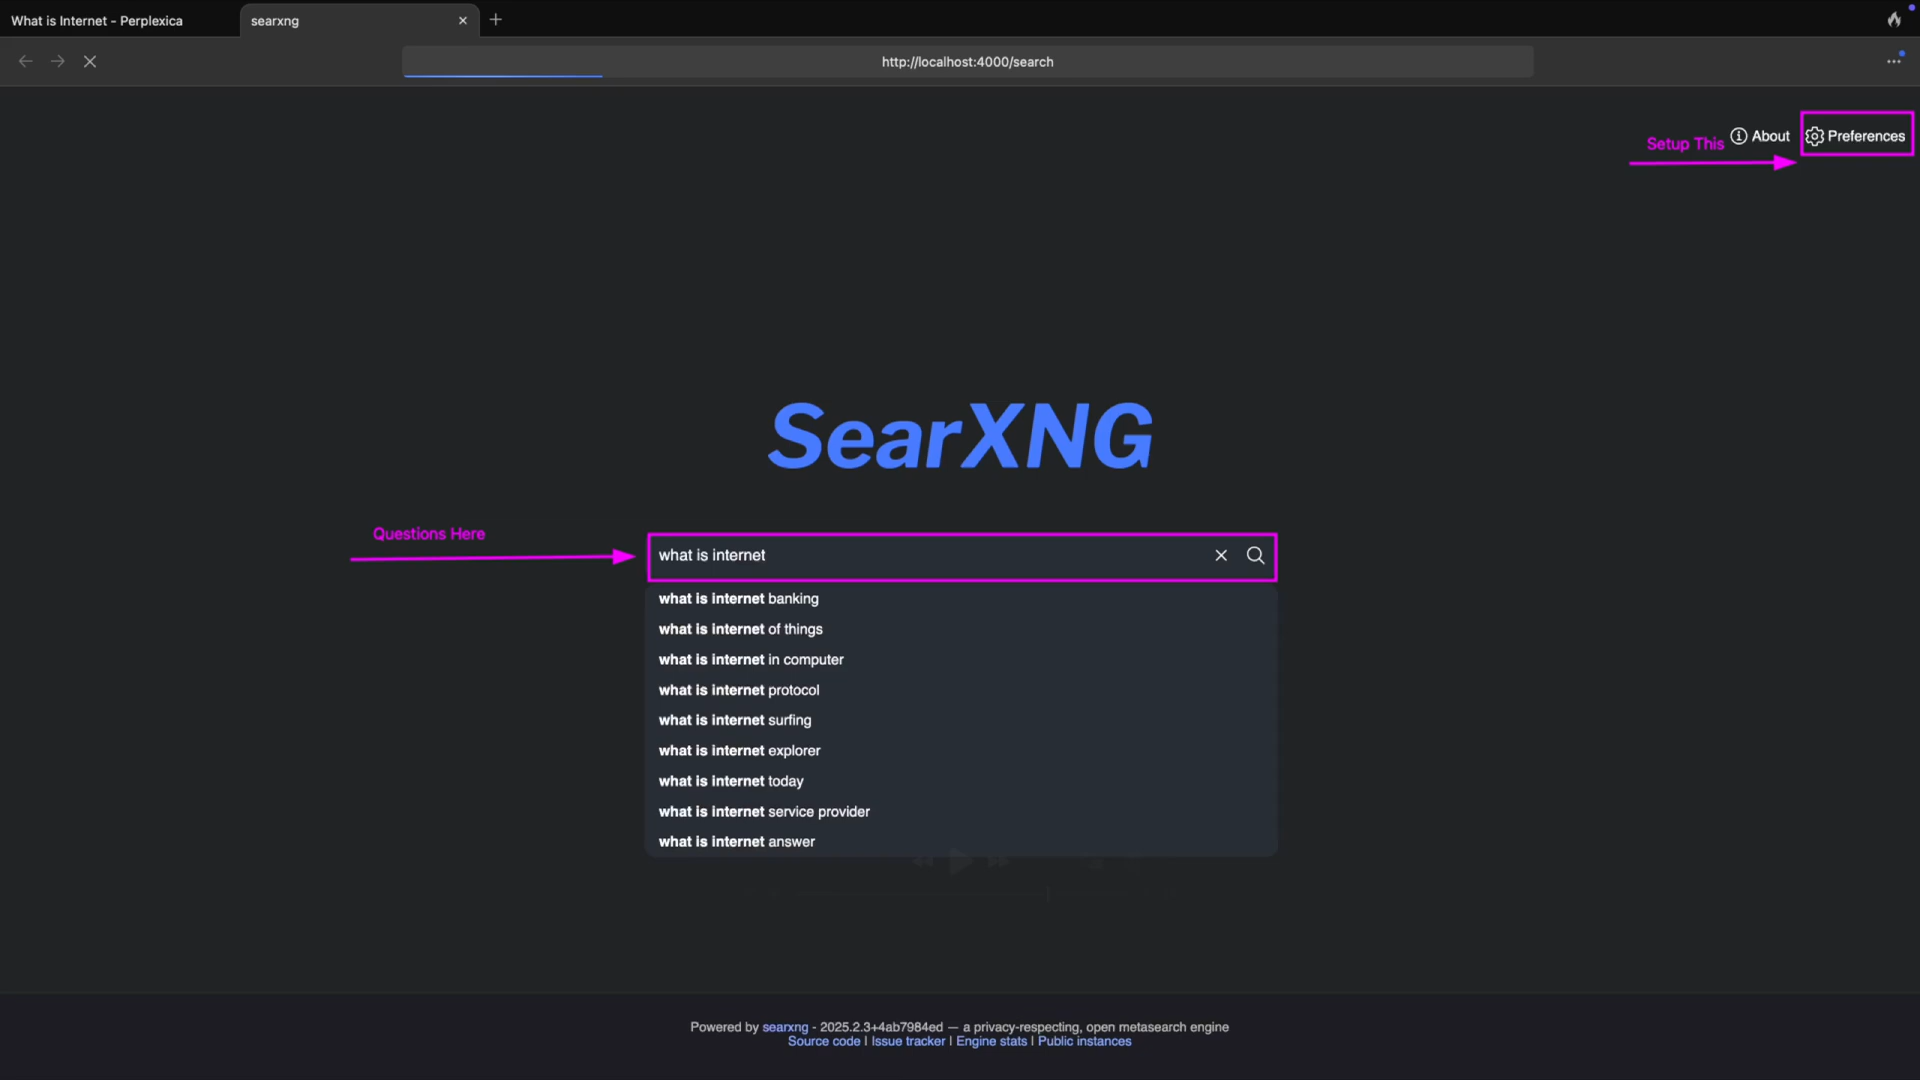 What is Internet - Perplexica
searxng
http://localhost:4000/search
Setup This
About
Preferences
SearXNG
Questions Here
what is internet
what is internet banking
what is internet of things
what is internet in computer
what is internet protocol
what is internet surfing
what is internet explorer
what is internet today
what is internet service provider
what is internet answer
Powered by searxng - 2025.2.3+4ab7984ed — a privacy-respecting, open metasearch engine
Source code | Issue tracker | Engine stats | Public instances